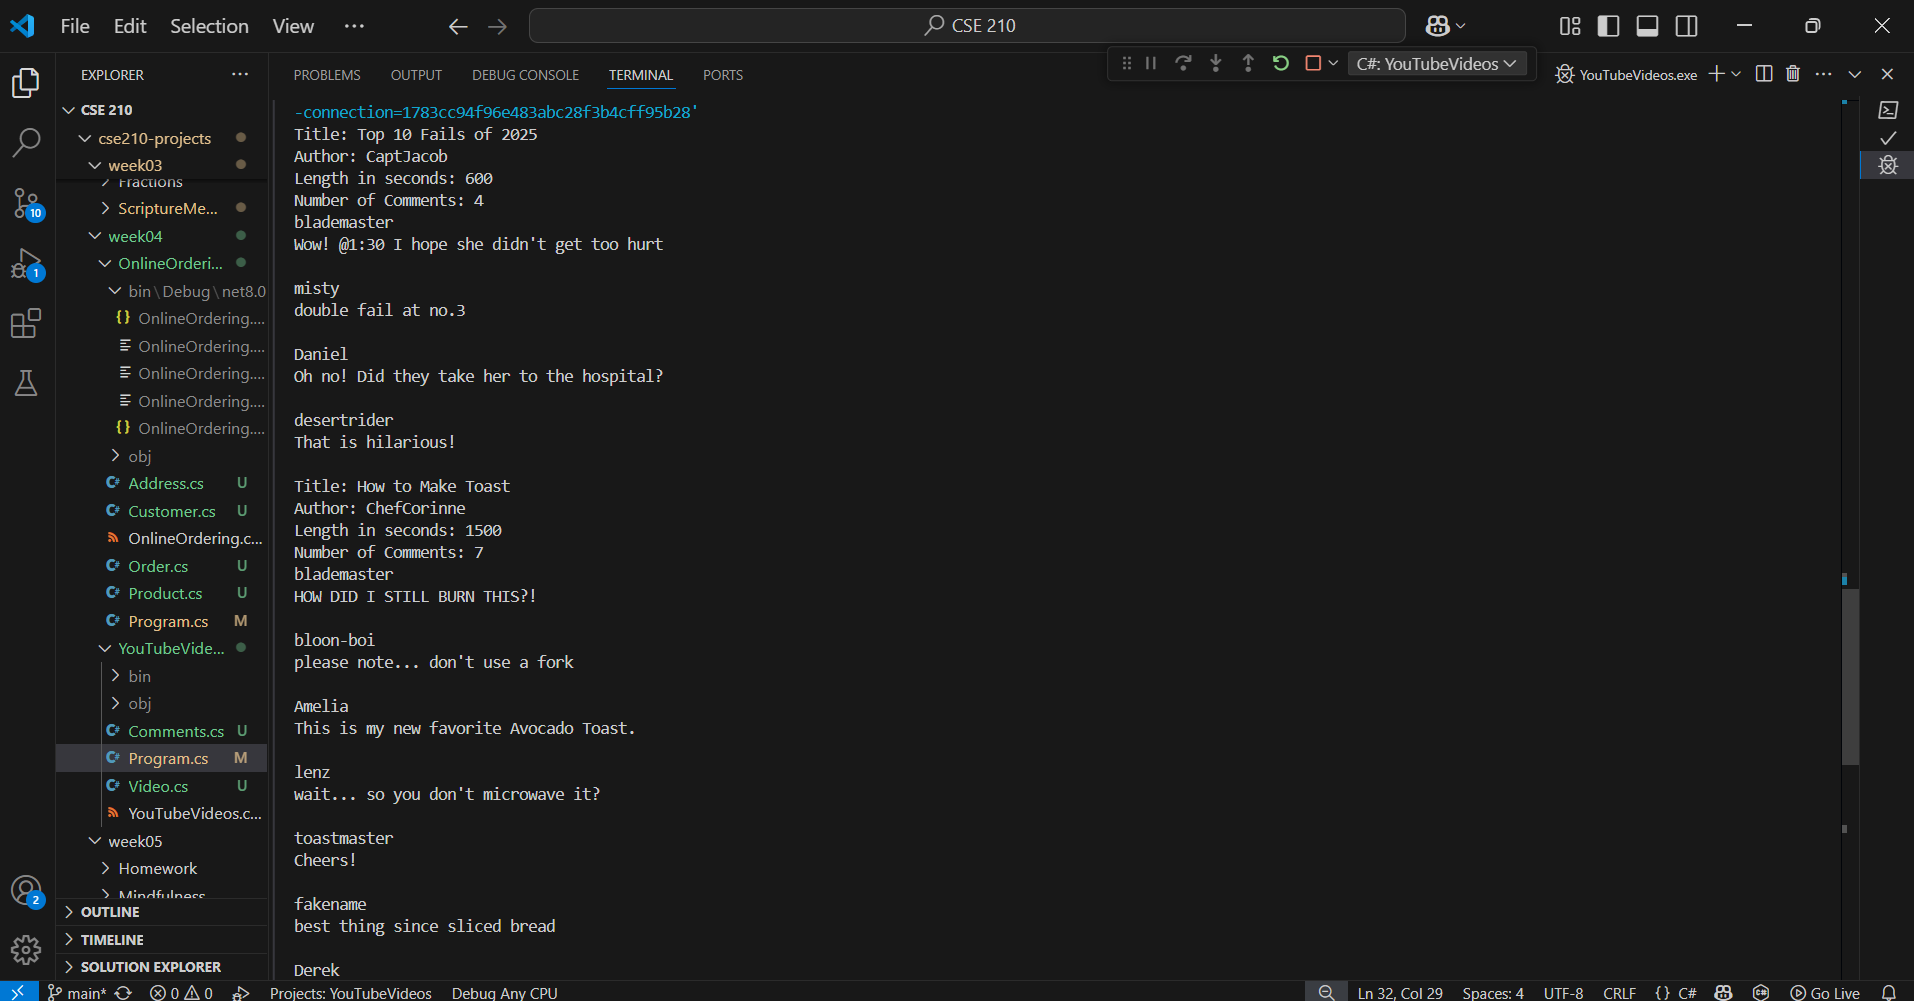 File Edit Selection View ··· CSE 210
EXPLORER ···
PROBLEMS OUTPUT DEBUG CONSOLE TERMINAL PORTS
C#: YouTubeVideos
YouTubeVideos.exe
CSE 210
cse210-projects
week03
Fractions
ScriptureMe...
week04
OnlineOrderi...
bin\Debug\net8.0
{} OnlineOrdering....
OnlineOrdering....
OnlineOrdering....
OnlineOrdering....
{} OnlineOrdering....
obj
C# Address.cs U
C# Customer.cs U
OnlineOrdering.c...
C# Order.cs U
C# Product.cs U
C# Program.cs M
YouTubeVide...
bin
obj
C# Comments.cs U
C# Program.cs M
C# Video.cs U
YouTubeVideos.c...
week05
Homework
Mindfulness
OUTLINE
TIMELINE
SOLUTION EXPLORER
10
1
2
-connection=1783cc94f96e483abc28f3b4cff95b28'
Title: Top 10 Fails of 2025
Author: CaptJacob
Length in seconds: 600
Number of Comments: 4
blademaster
Wow! @1:30 I hope she didn't get too hurt
misty
double fail at no.3
Daniel
Oh no! Did they take her to the hospital?
desertrider
That is hilarious!
Title: How to Make Toast
Author: ChefCorinne
Length in seconds: 1500
Number of Comments: 7
blademaster
HOW DID I STILL BURN THIS?!
bloon-boi
please note... don't use a fork
Amelia
This is my new favorite Avocado Toast.
lenz
wait... so you don't microwave it?
toastmaster
Cheers!
fakename
best thing since sliced bread
Derek
main* 0 0 Projects: YouTubeVideos Debug Any CPU Ln 32, Col 29 Spaces: 4 UTF-8 CRLF {} C# Go Live